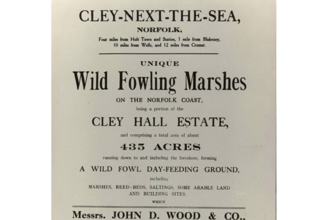 CLEY-NEXT-THE-SEA,
NORFOLK.
Four miles from Holt Town and Station, 1 mile from Blakeney,
10 miles from Wells, and 12 miles from Cromer.
UNIQUE
Wild Fowling Marshes
ON THE NORFOLK COAST,
being a portion of the
CLEY HALL ESTATE,
and comprising a total area of about
435 ACRES
running down to and including the foreshore, forming
A WILD FOWL DAY-FEEDING GROUND,
including
MARSHES, REED-BEDS, SALTINGS, SOME ARABLE LAND
AND BUILDING SITES.
WHICH
Messrs. JOHN D. WOOD & CO.,